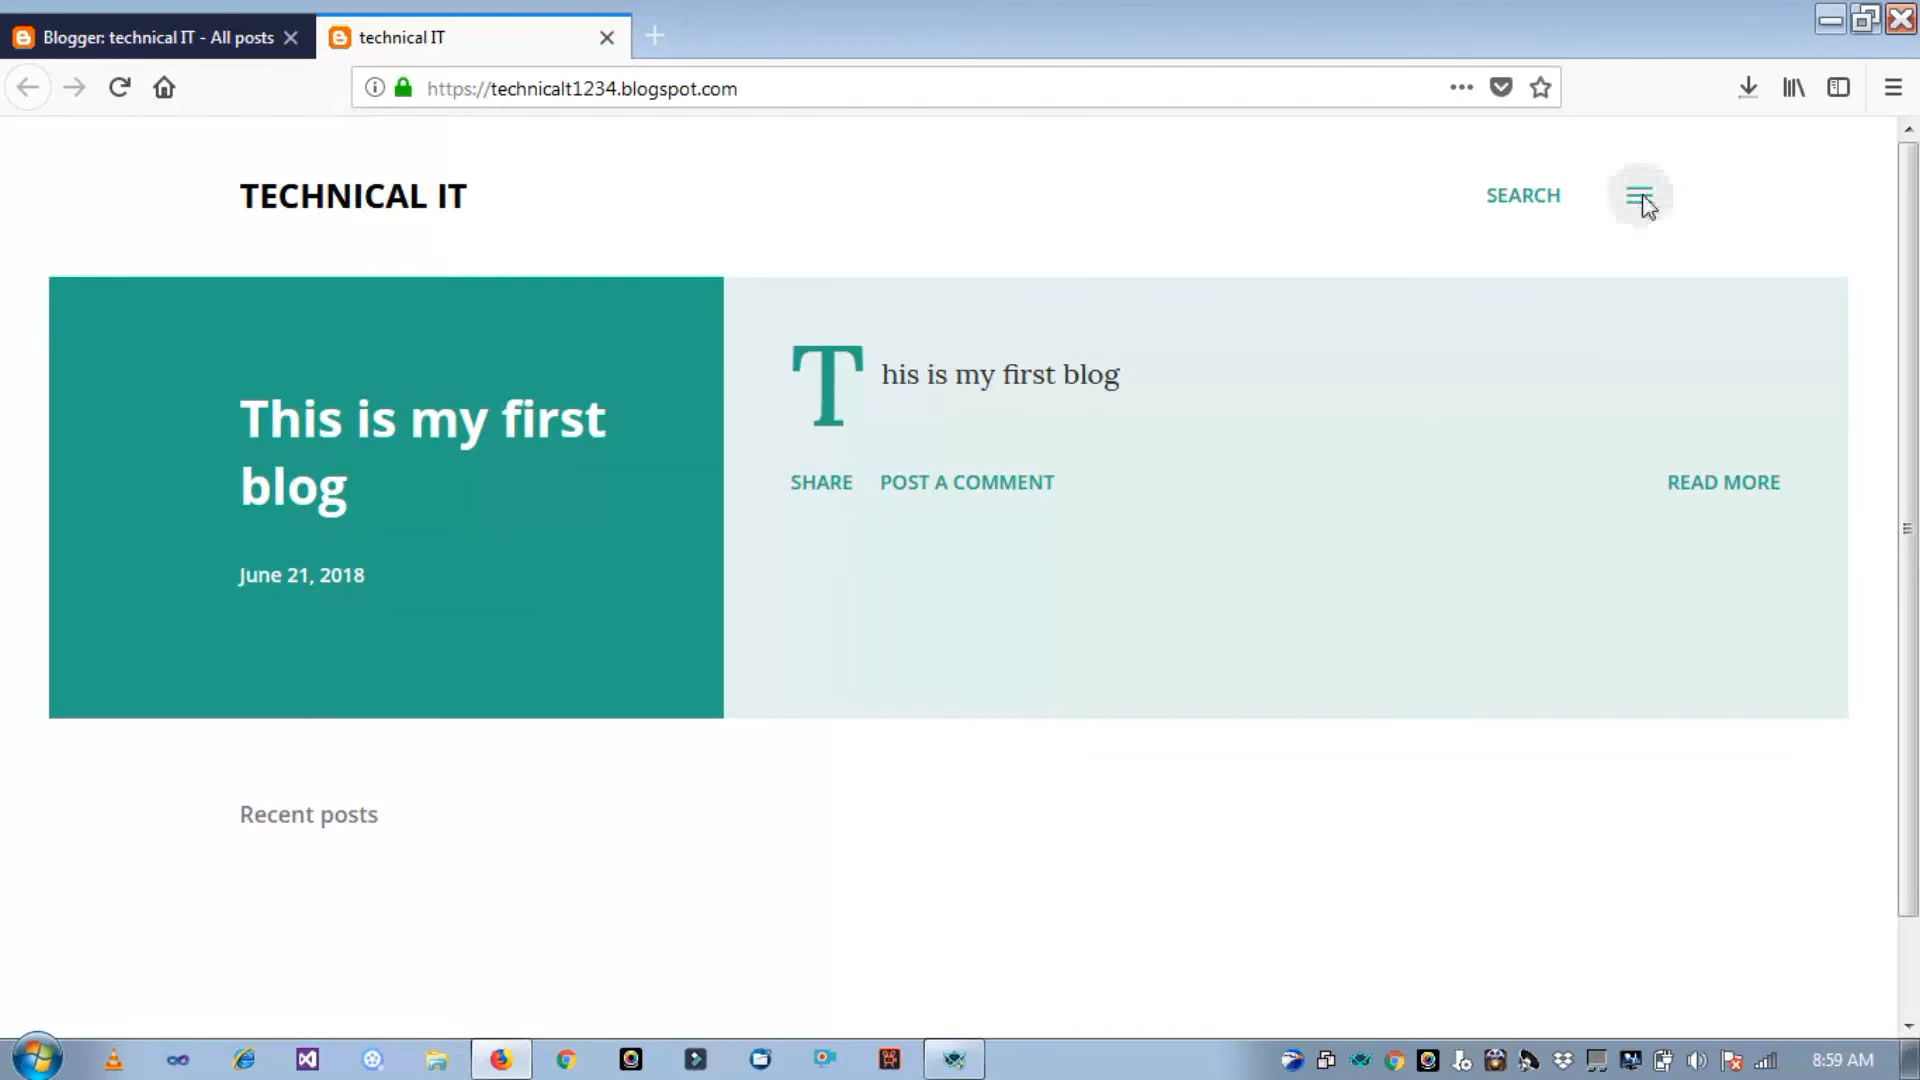 Blogger: technical IT - All posts
technical IT
https://technicalt1234.blogspot.com
TECHNICAL IT
SEARCH
This is my first
blog
June 21, 2018
This is my first blog
SHARE POST A COMMENT READ MORE
Recent posts
8:59 AM